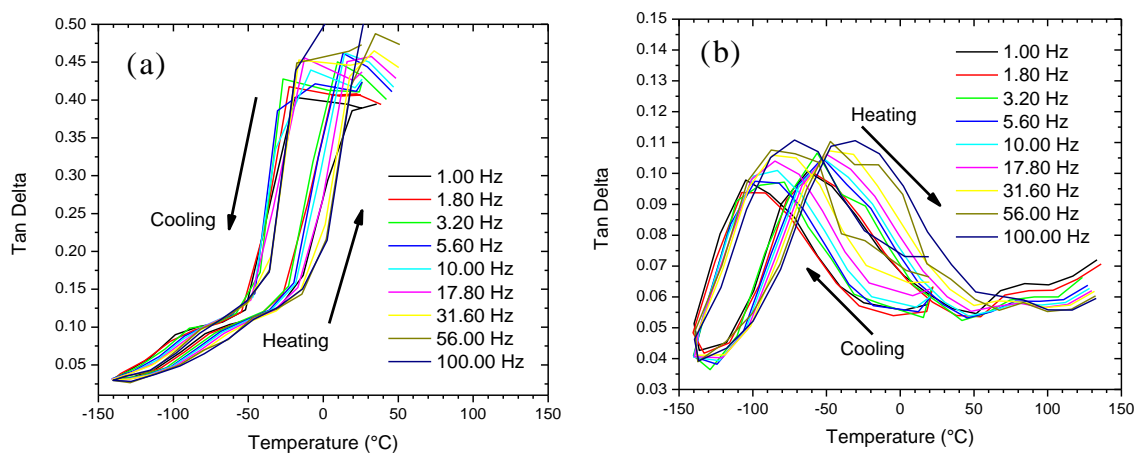 (a)
Tan Delta
0.50
0.45
0.40
0.35
0.30
0.25
0.20
0.15
0.10
0.05
Cooling
Heating
1.00 Hz
1.80 Hz
3.20 Hz
5.60 Hz
10.00 Hz
17.80 Hz
31.60 Hz
56.00 Hz
100.00 Hz
-150 -100 -50 0 50 100 150
Temperature (°C)
(b)
Tan Delta
0.15
0.14
0.13
0.12
0.11
0.10
0.09
0.08
0.07
0.06
0.05
0.04
0.03
Heating
Cooling
1.00 Hz
1.80 Hz
3.20 Hz
5.60 Hz
10.00 Hz
17.80 Hz
31.60 Hz
56.00 Hz
100.00 Hz
-150 -100 -50 0 50 100 150
Temperature (°C)